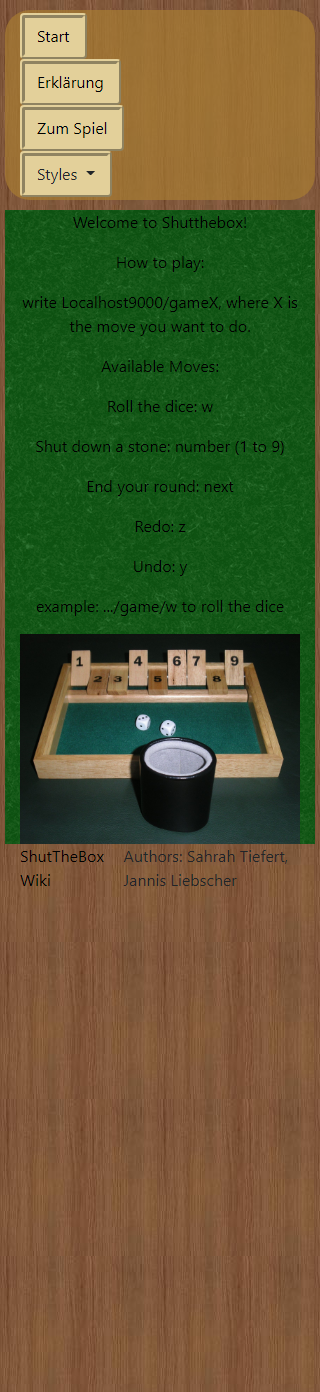 Start
Erklärung
Zum Spiel
Styles
Welcome to Shutthebox!
How to play:
write Localhost9000/gameX, where X is
the move you want to do.
Available Moves:
Roll the dice: w
Shut down a stone: number (1 to 9)
End your round: next
Redo: z
Undo: y
example: .../game/w to roll the dice
1 2 3 4 5 6 7 8 9
ShutTheBox
Wiki
Authors: Sahrah Tiefert,
Jannis Liebscher